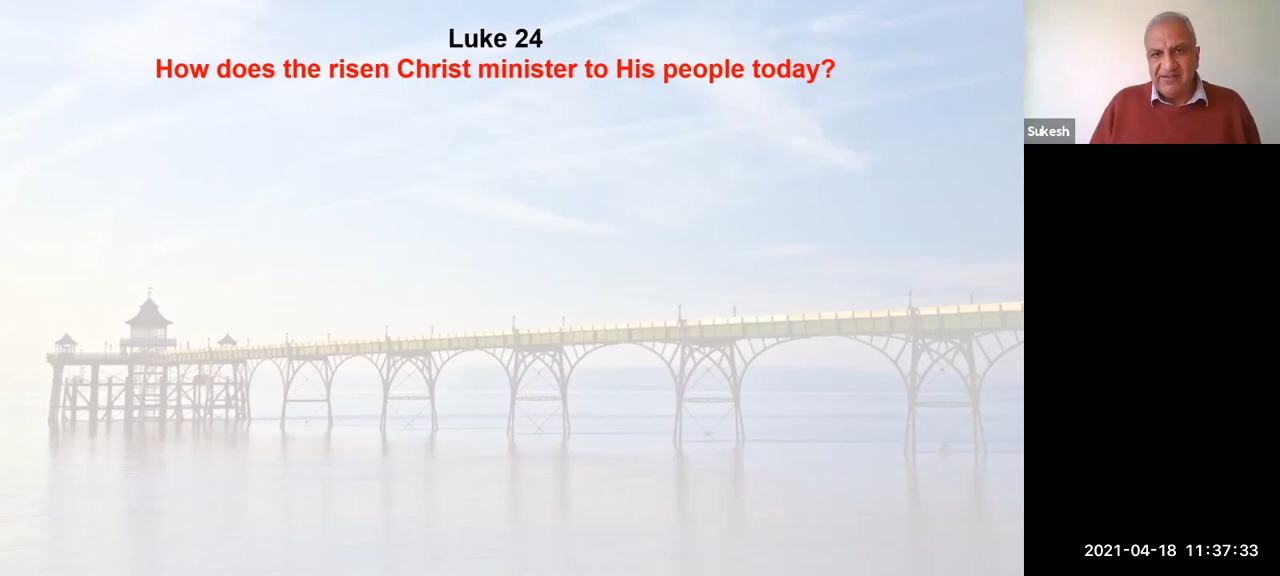 Luke 24
How does the risen Christ minister to His people today?
Sukesh
2021-04-18 11:37:33